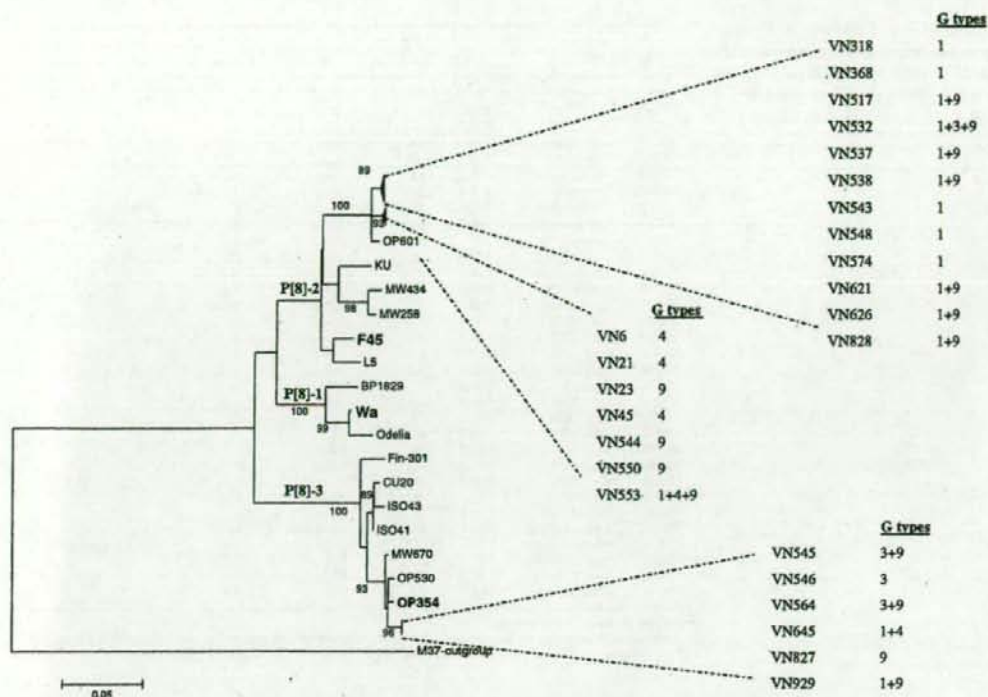 G types
VN318 1
VN368 1
VN517 1+9
VN532 1+3+9
VN537 1+9
VN538 1+9
VN543 1
VN548 1
VN574 1
VN621 1+9
VN626 1+9
VN828 1+9
89
100
93
OP601
KU
P[8]-2
MW434
98
MW258
F45
L5
G types
VN6 4
VN21 4
VN23 9
VN45 4
VN544 9
VN550 9
VN553 1+4+9
BP1829
P[8]-1
100
Wa
99
Odelia
Fin-301
P[8]-3
CU20
89
100
ISO43
ISO41
MW670
OP530
93
OP354
96
M37-outgroup
G types
VN545 3+9
VN546 3
VN564 3+9
VN645 1+4
VN827 9
VN929 1+9
0.05